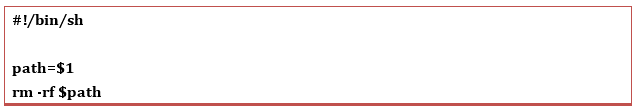 #!/bin/sh
path=$1
rm -rf $path